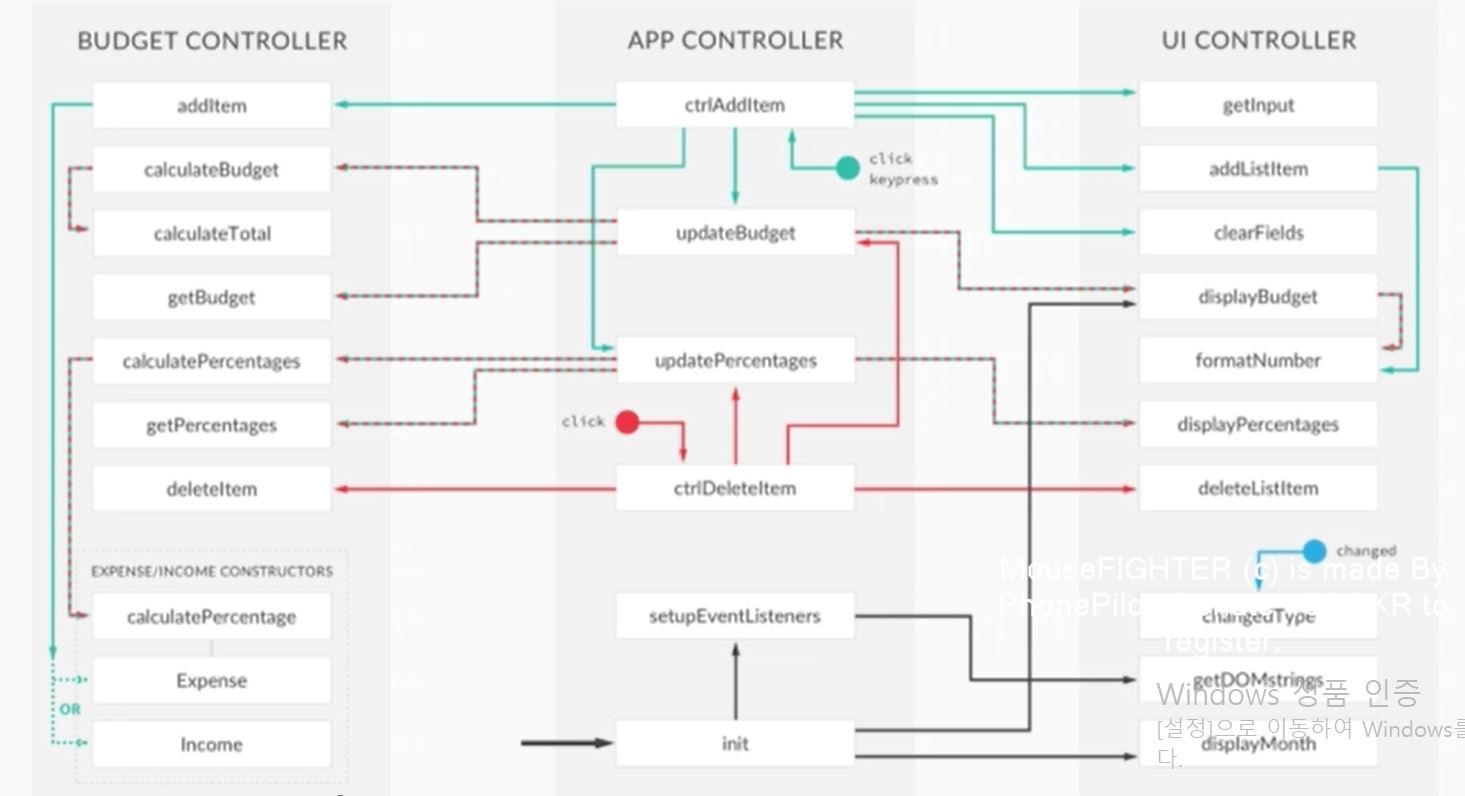 BUDGET CONTROLLER
APP CONTROLLER
UI CONTROLLER
addItem
ctrlAddItem
getInput
calculateBudget
click
keypress
addListItem
calculateTotal
updateBudget
clearFields
getBudget
displayBudget
calculatePercentages
updatePercentages
formatNumber
getPercentages
click
displayPercentages
deleteItem
ctrlDeleteItem
deleteListItem
changed
EXPENSE/INCOME CONSTRUCTORS
MouseFIGHTER (c) is made By
PhonePilo KR to
register.
calculatePercentage
setupEventListeners
changedType
Expense
getDOMstrings
OR
Windows 정품 인증
[설정]으로 이동하여 Windows를
다.
Income
init
displayMonth